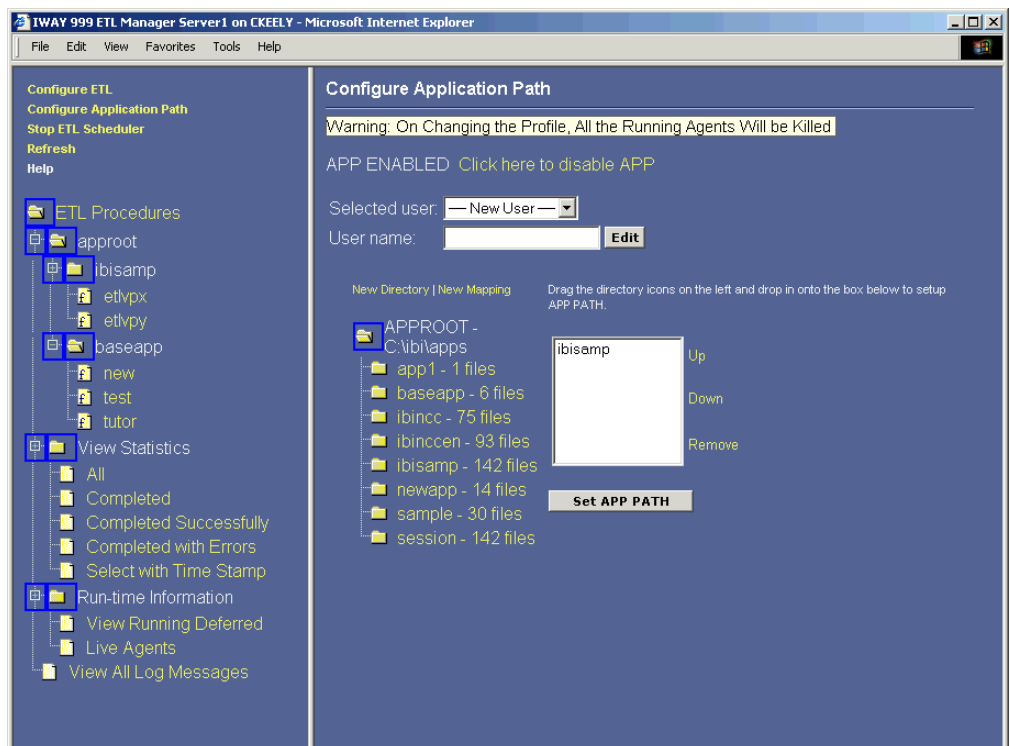 IWAY 999 ETL Manager Server1 on CKEELY - Microsoft Internet Explorer
File Edit View Favorites Tools Help
Configure ETL
Configure Application Path
Stop ETL Scheduler
Refresh
Help
ETL Procedures
approot
ibisamp
etlvpx
etlvpy
baseapp
new
test
tutor
View Statistics
All
Completed
Completed Successfully
Completed with Errors
Select with Time Stamp
Run-time Information
View Running Deferred
Live Agents
View All Log Messages
Configure Application Path
Warning: On Changing the Profile, All the Running Agents Will be Killed
APP ENABLED Click here to disable APP
Selected user: — New User —
User name: Edit
New Directory | New Mapping
Drag the directory icons on the left and drop in onto the box below to setup
APP PATH.
APPROOT -
C:\ibi\apps
app1 - 1 files
baseapp - 6 files
ibincc - 75 files
ibinccen - 93 files
ibisamp - 142 files
newapp - 14 files
sample - 30 files
session - 142 files
ibisamp
Up
Down
Remove
Set APP PATH